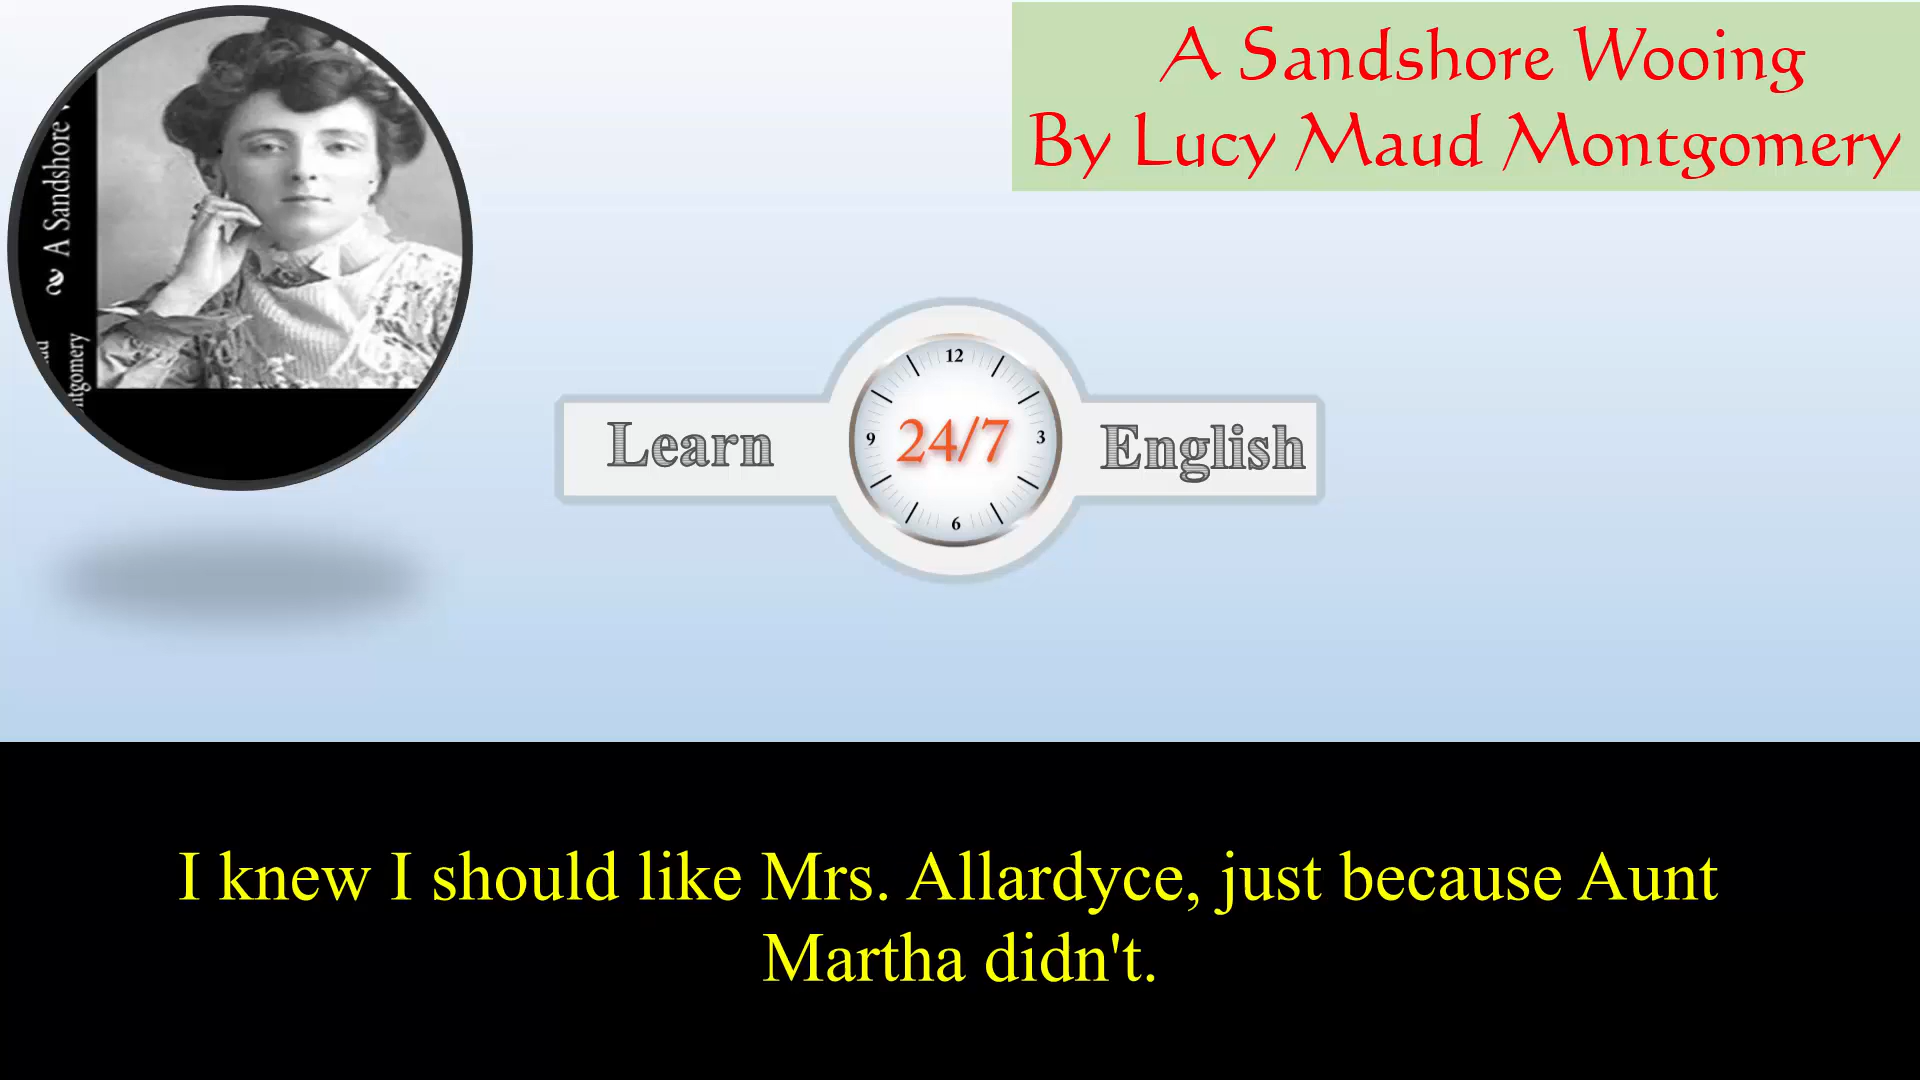 A Sandshore Wooing
By Lucy Maud Montgomery
A Sandshore
Learn
24/7
English
12
3
6
9
I knew I should like Mrs. Allardyce, just because Aunt
Martha didn't.